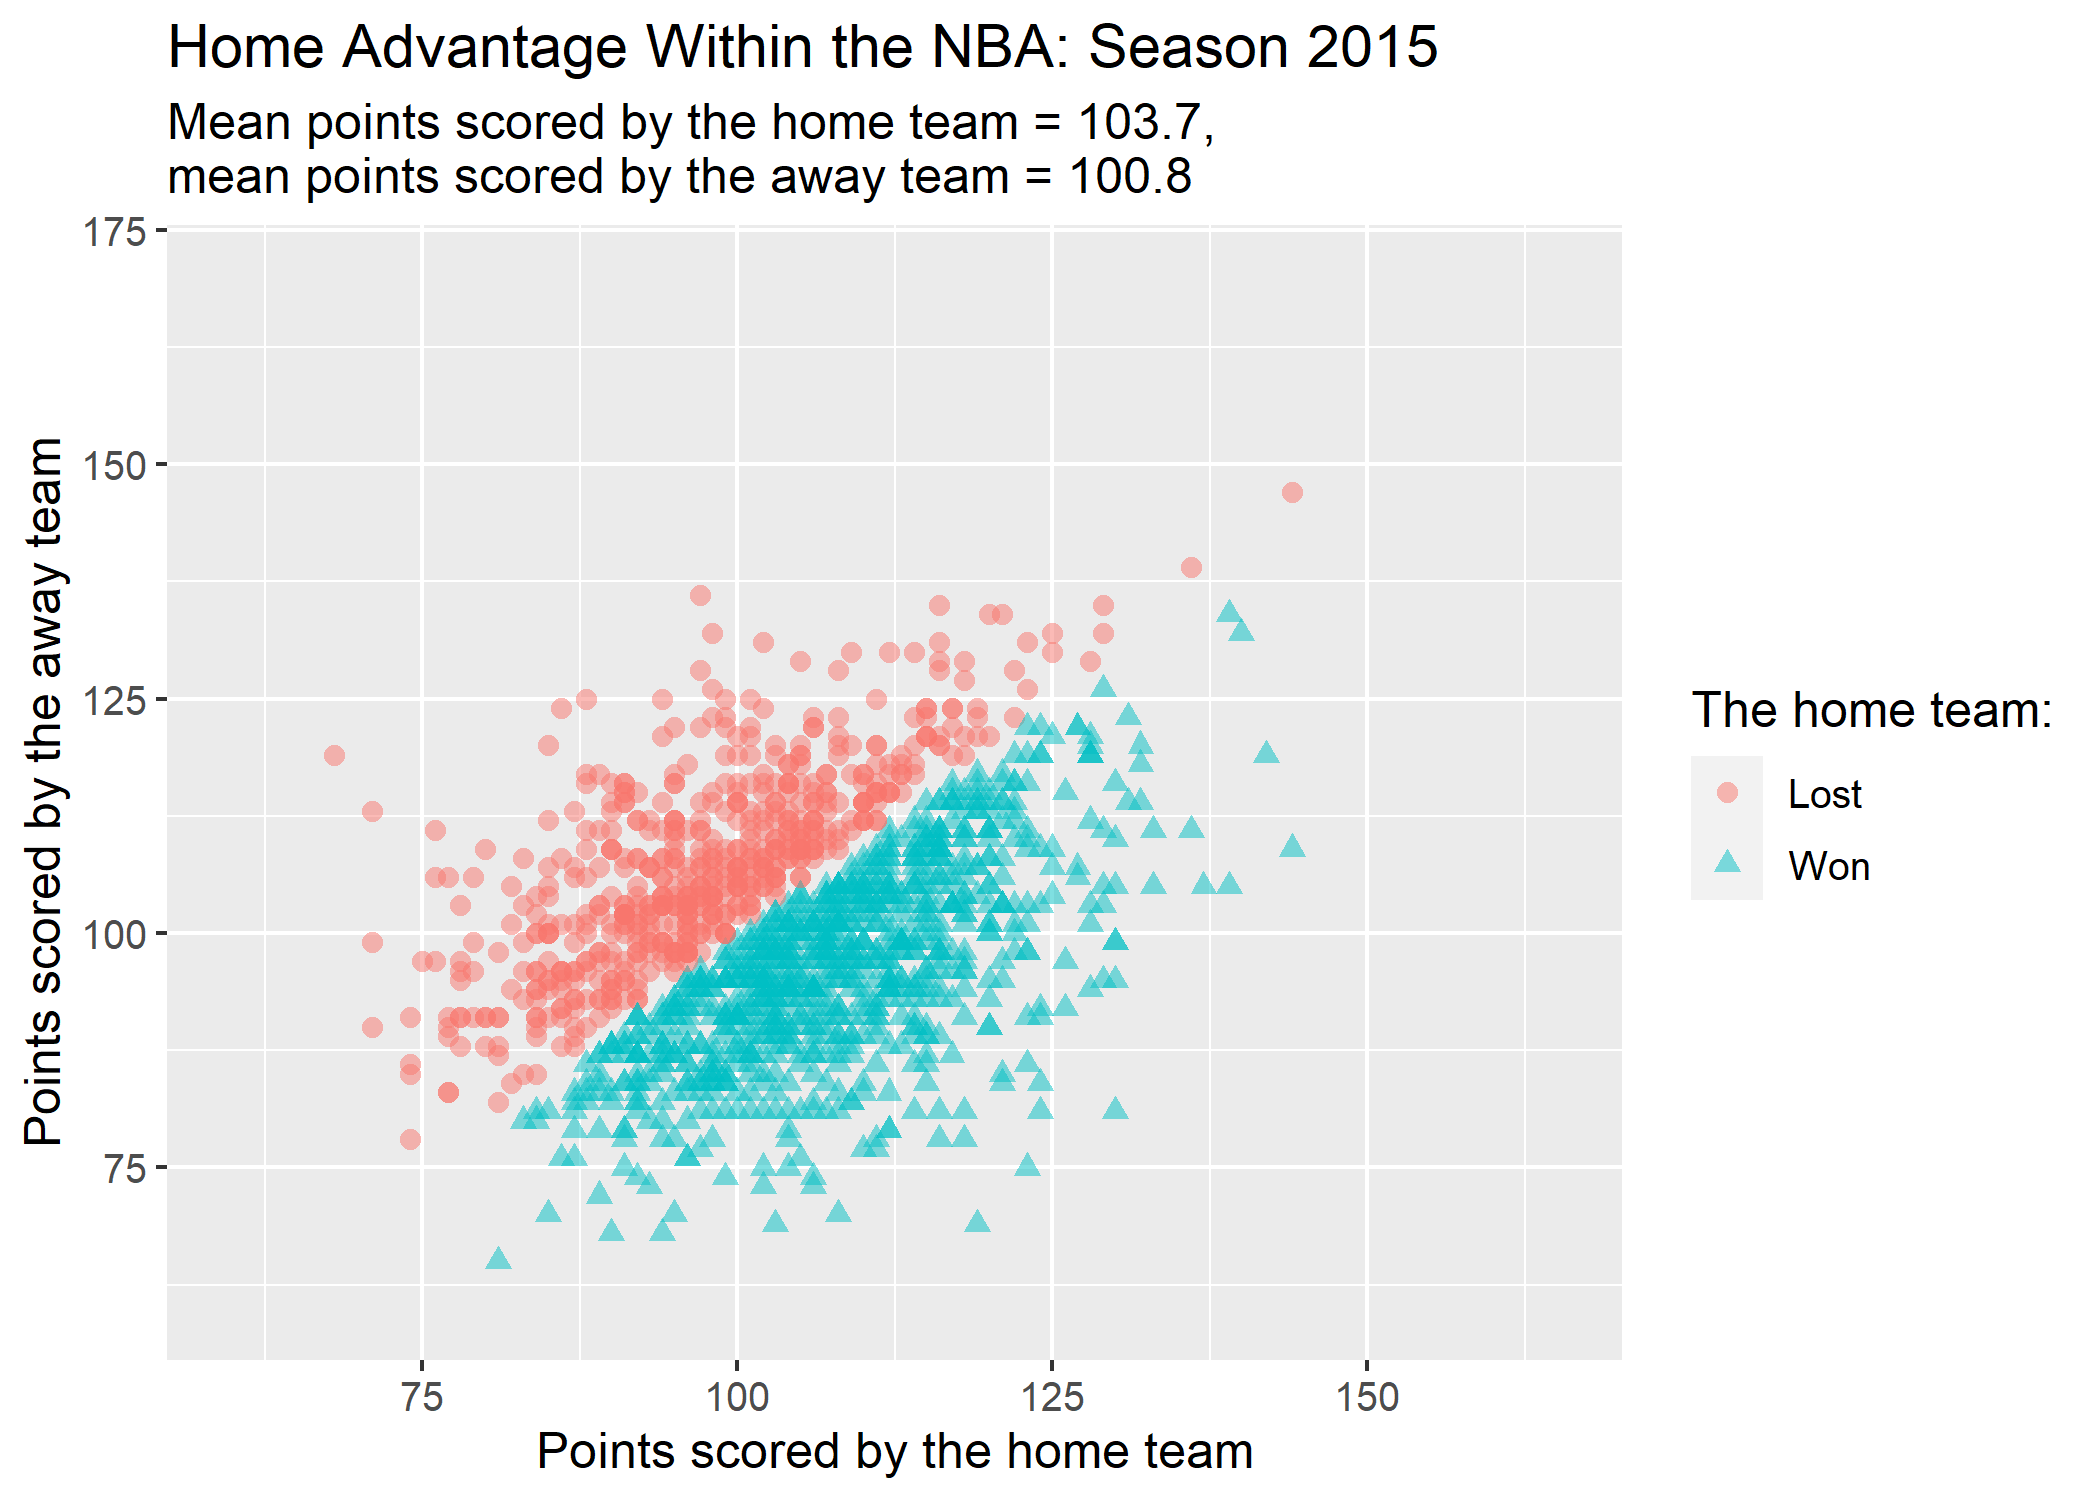 Home Advantage Within the NBA: Season 2015
Mean points scored by the home team = 103.7,
mean points scored by the away team = 100.8
175
150
125
100
75
Points scored by the away team
75
100
125
150
Points scored by the home team
The home team:
Lost
Won